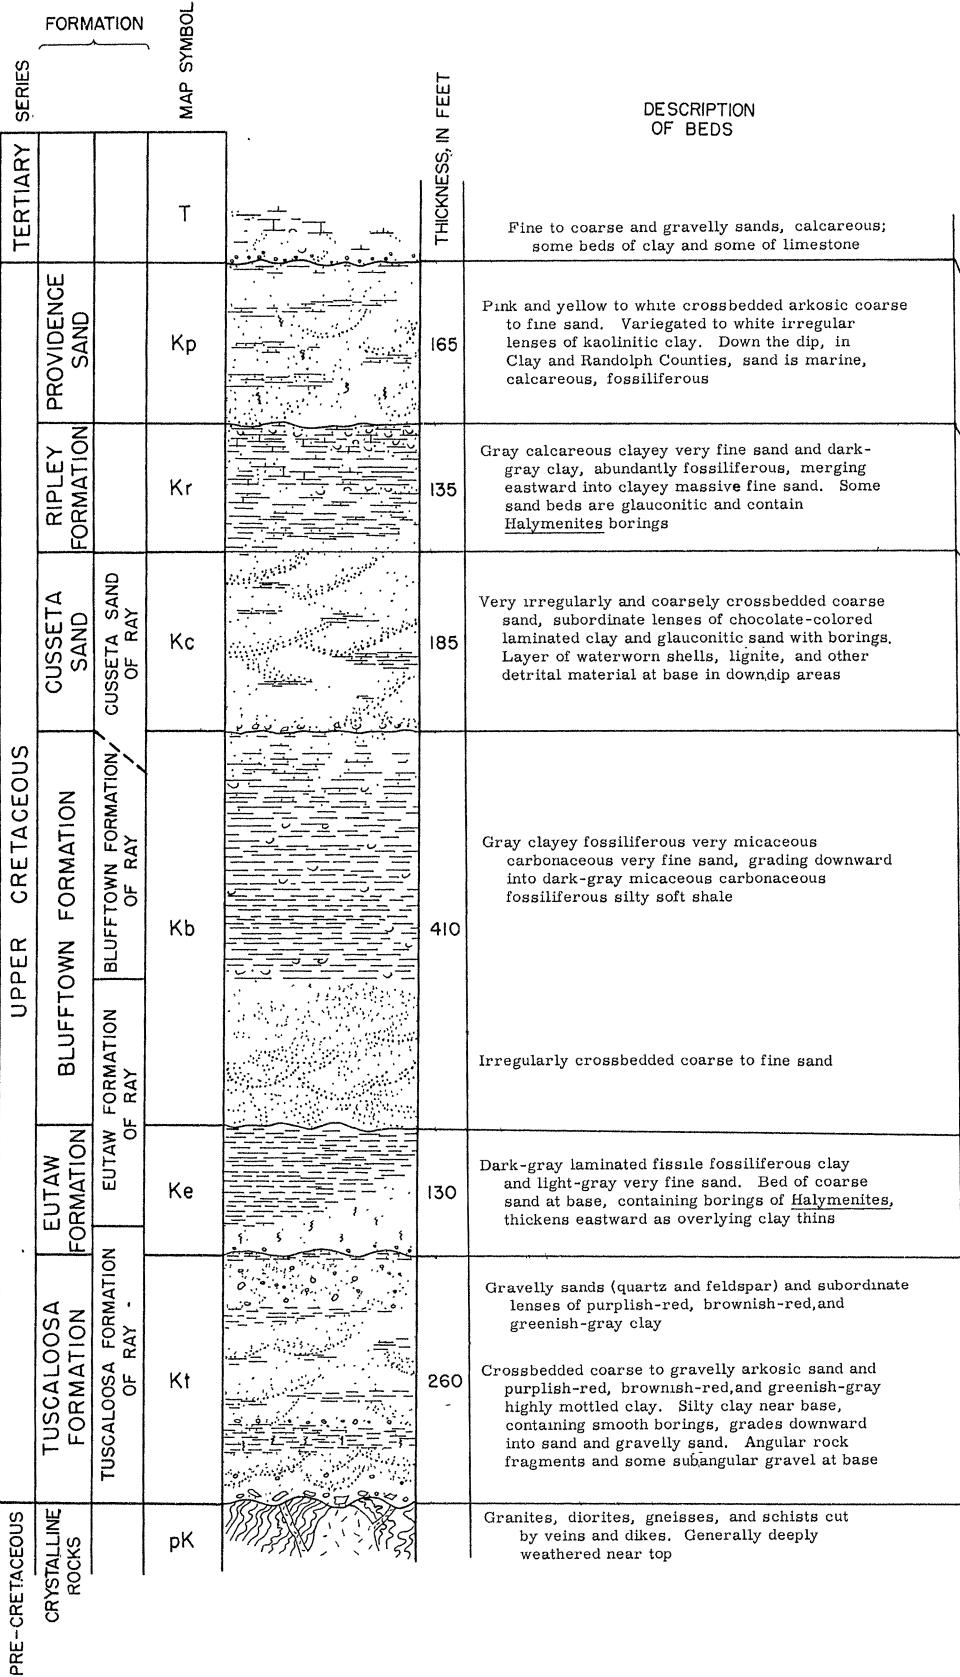 FORMATION
SERIES
MAP SYMBOL
THICKNESS, IN FEET
DESCRIPTION
OF BEDS
TERTIARY
T
Fine to coarse and gravelly sands, calcareous;
some beds of clay and some of limestone
UPPER CRETACEOUS
PROVIDENCE
SAND
Kp
165
Pink and yellow to white crossbedded arkosic coarse
to fine sand. Variegated to white irregular
lenses of kaolinitic clay. Down the dip, in
Clay and Randolph Counties, sand is marine,
calcareous, fossiliferous
RIPLEY
FORMATION
Kr
135
Gray calcareous clayey very fine sand and dark-
gray clay, abundantly fossiliferous, merging
eastward into clayey massive fine sand. Some
sand beds are glauconitic and contain
Halymenites borings
CUSSETA
SAND
CUSSETA SAND
OF RAY
Kc
185
Very irregularly and coarsely crossbedded coarse
sand, subordinate lenses of chocolate-colored
laminated clay and glauconitic sand with borings.
Layer of waterworn shells, lignite, and other
detrital material at base in downdip areas
BLUFFTOWN FORMATION
BLUFFTOWN FORMATION
OF RAY
Kb
410
Gray clayey fossiliferous very micaceous
carbonaceous very fine sand, grading downward
into dark-gray micaceous carbonaceous
fossiliferous silty soft shale
EUTAW FORMATION
OF RAY
Irregularly crossbedded coarse to fine sand
EUTAW
FORMATION
Ke
130
Dark-gray laminated fissile fossiliferous clay
and light-gray very fine sand. Bed of coarse
sand at base, containing borings of Halymenites,
thickens eastward as overlying clay thins
TUSCALOOSA
FORMATION
TUSCALOOSA FORMATION
OF RAY
Kt
260
Gravelly sands (quartz and feldspar) and subordinate
lenses of purplish-red, brownish-red, and
greenish-gray clay
Crossbedded coarse to gravelly arkosic sand and
purplish-red, brownish-red, and greenish-gray
highly mottled clay. Silty clay near base,
containing smooth borings, grades downward
into sand and gravelly sand. Angular rock
fragments and some subangular gravel at base
PRE-CRETACEOUS
CRYSTALLINE
ROCKS
pK
Granites, diorites, gneisses, and schists cut
by veins and dikes. Generally deeply
weathered near top